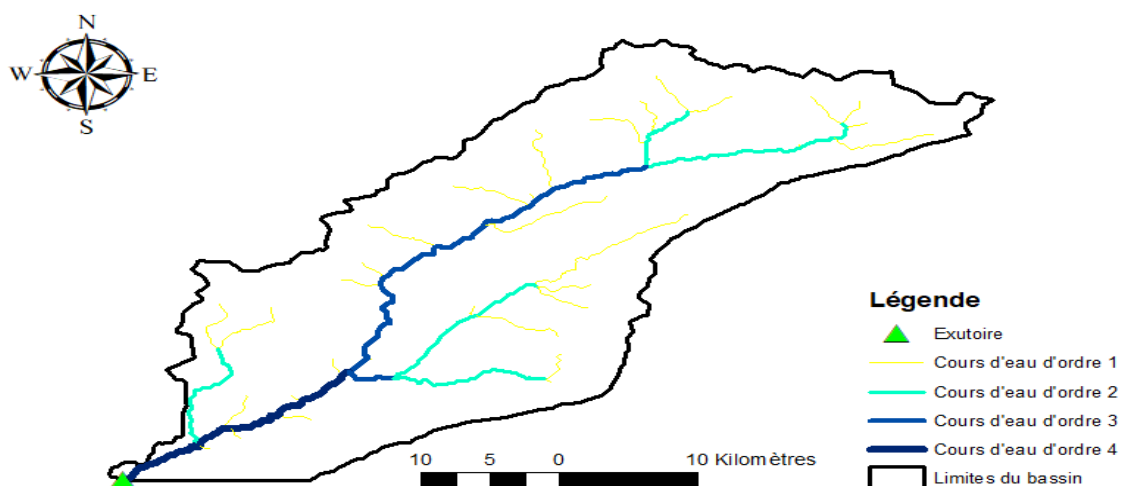 N
W E
S
Légende
Exutoire
Cours d'eau d'ordre 1
Cours d'eau d'ordre 2
Cours d'eau d'ordre 3
Cours d'eau d'ordre 4
Limites du bassin
10 5 0 10 Kilomètres